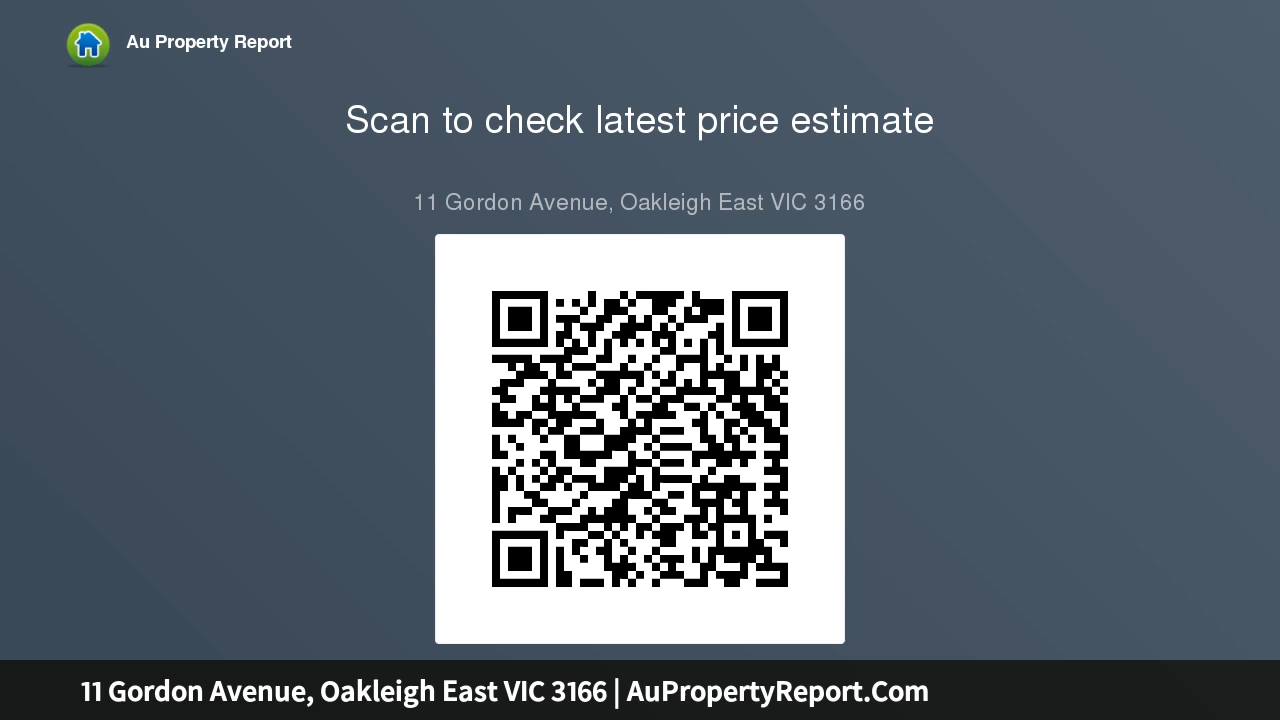 Au Property Report
Scan to check latest price estimate
11 Gordon Avenue, Oakleigh East VIC 3166
11 Gordon Avenue, Oakleigh East VIC 3166 | AuPropertyReport.Com